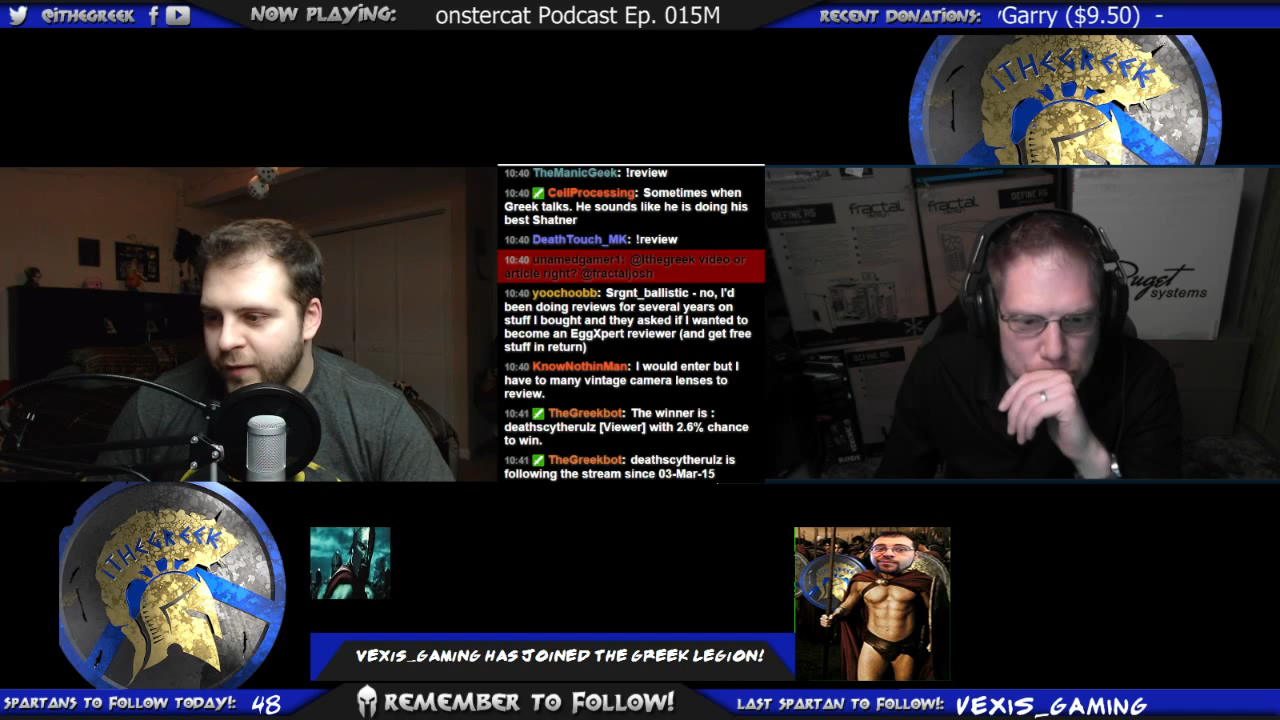 @ITHEGREEK
NOW PLAYING:
onstercat Podcast Ep. 015M
RECENT DONATIONS:
Garry ($9.50) -
ITHEGREEK
10:40 TheManicGeek: !review
10:40 CellProcessing: Sometimes when
Greek talks. He sounds like he is doing his
best Shatner
10:40 DeathTouch_MK: !review
10:40 unamedgamer1: @Ithegreek video or
article right? @fractaljosh
10:40 yoochoobb: Srgnt_ballistic - no, I'd
been doing reviews for several years on
stuff I bought and they asked if I wanted to
become an EggXpert reviewer (and get free
stuff in return)
10:40 KnowNothinMan: I would enter but I
have to many vintage camera lenses to
review.
10:41 TheGreekbot: The winner is :
deathscytherulz [Viewer] with 2.6% chance
to win.
10:41 TheGreekbot: deathscytherulz is
following the stream since 03-Mar-15
DEFINE R5
fractal
fractal
design
DEFINE R5
Puget
systems
ITHEGREEK
VEXIS_GAMING HAS JOINED THE GREEK LEGION!
SPARTANS TO FOLLOW TODAY!: 48
REMEMBER TO FOLLOW!
LAST SPARTAN TO FOLLOW!: VEXIS_GAMING